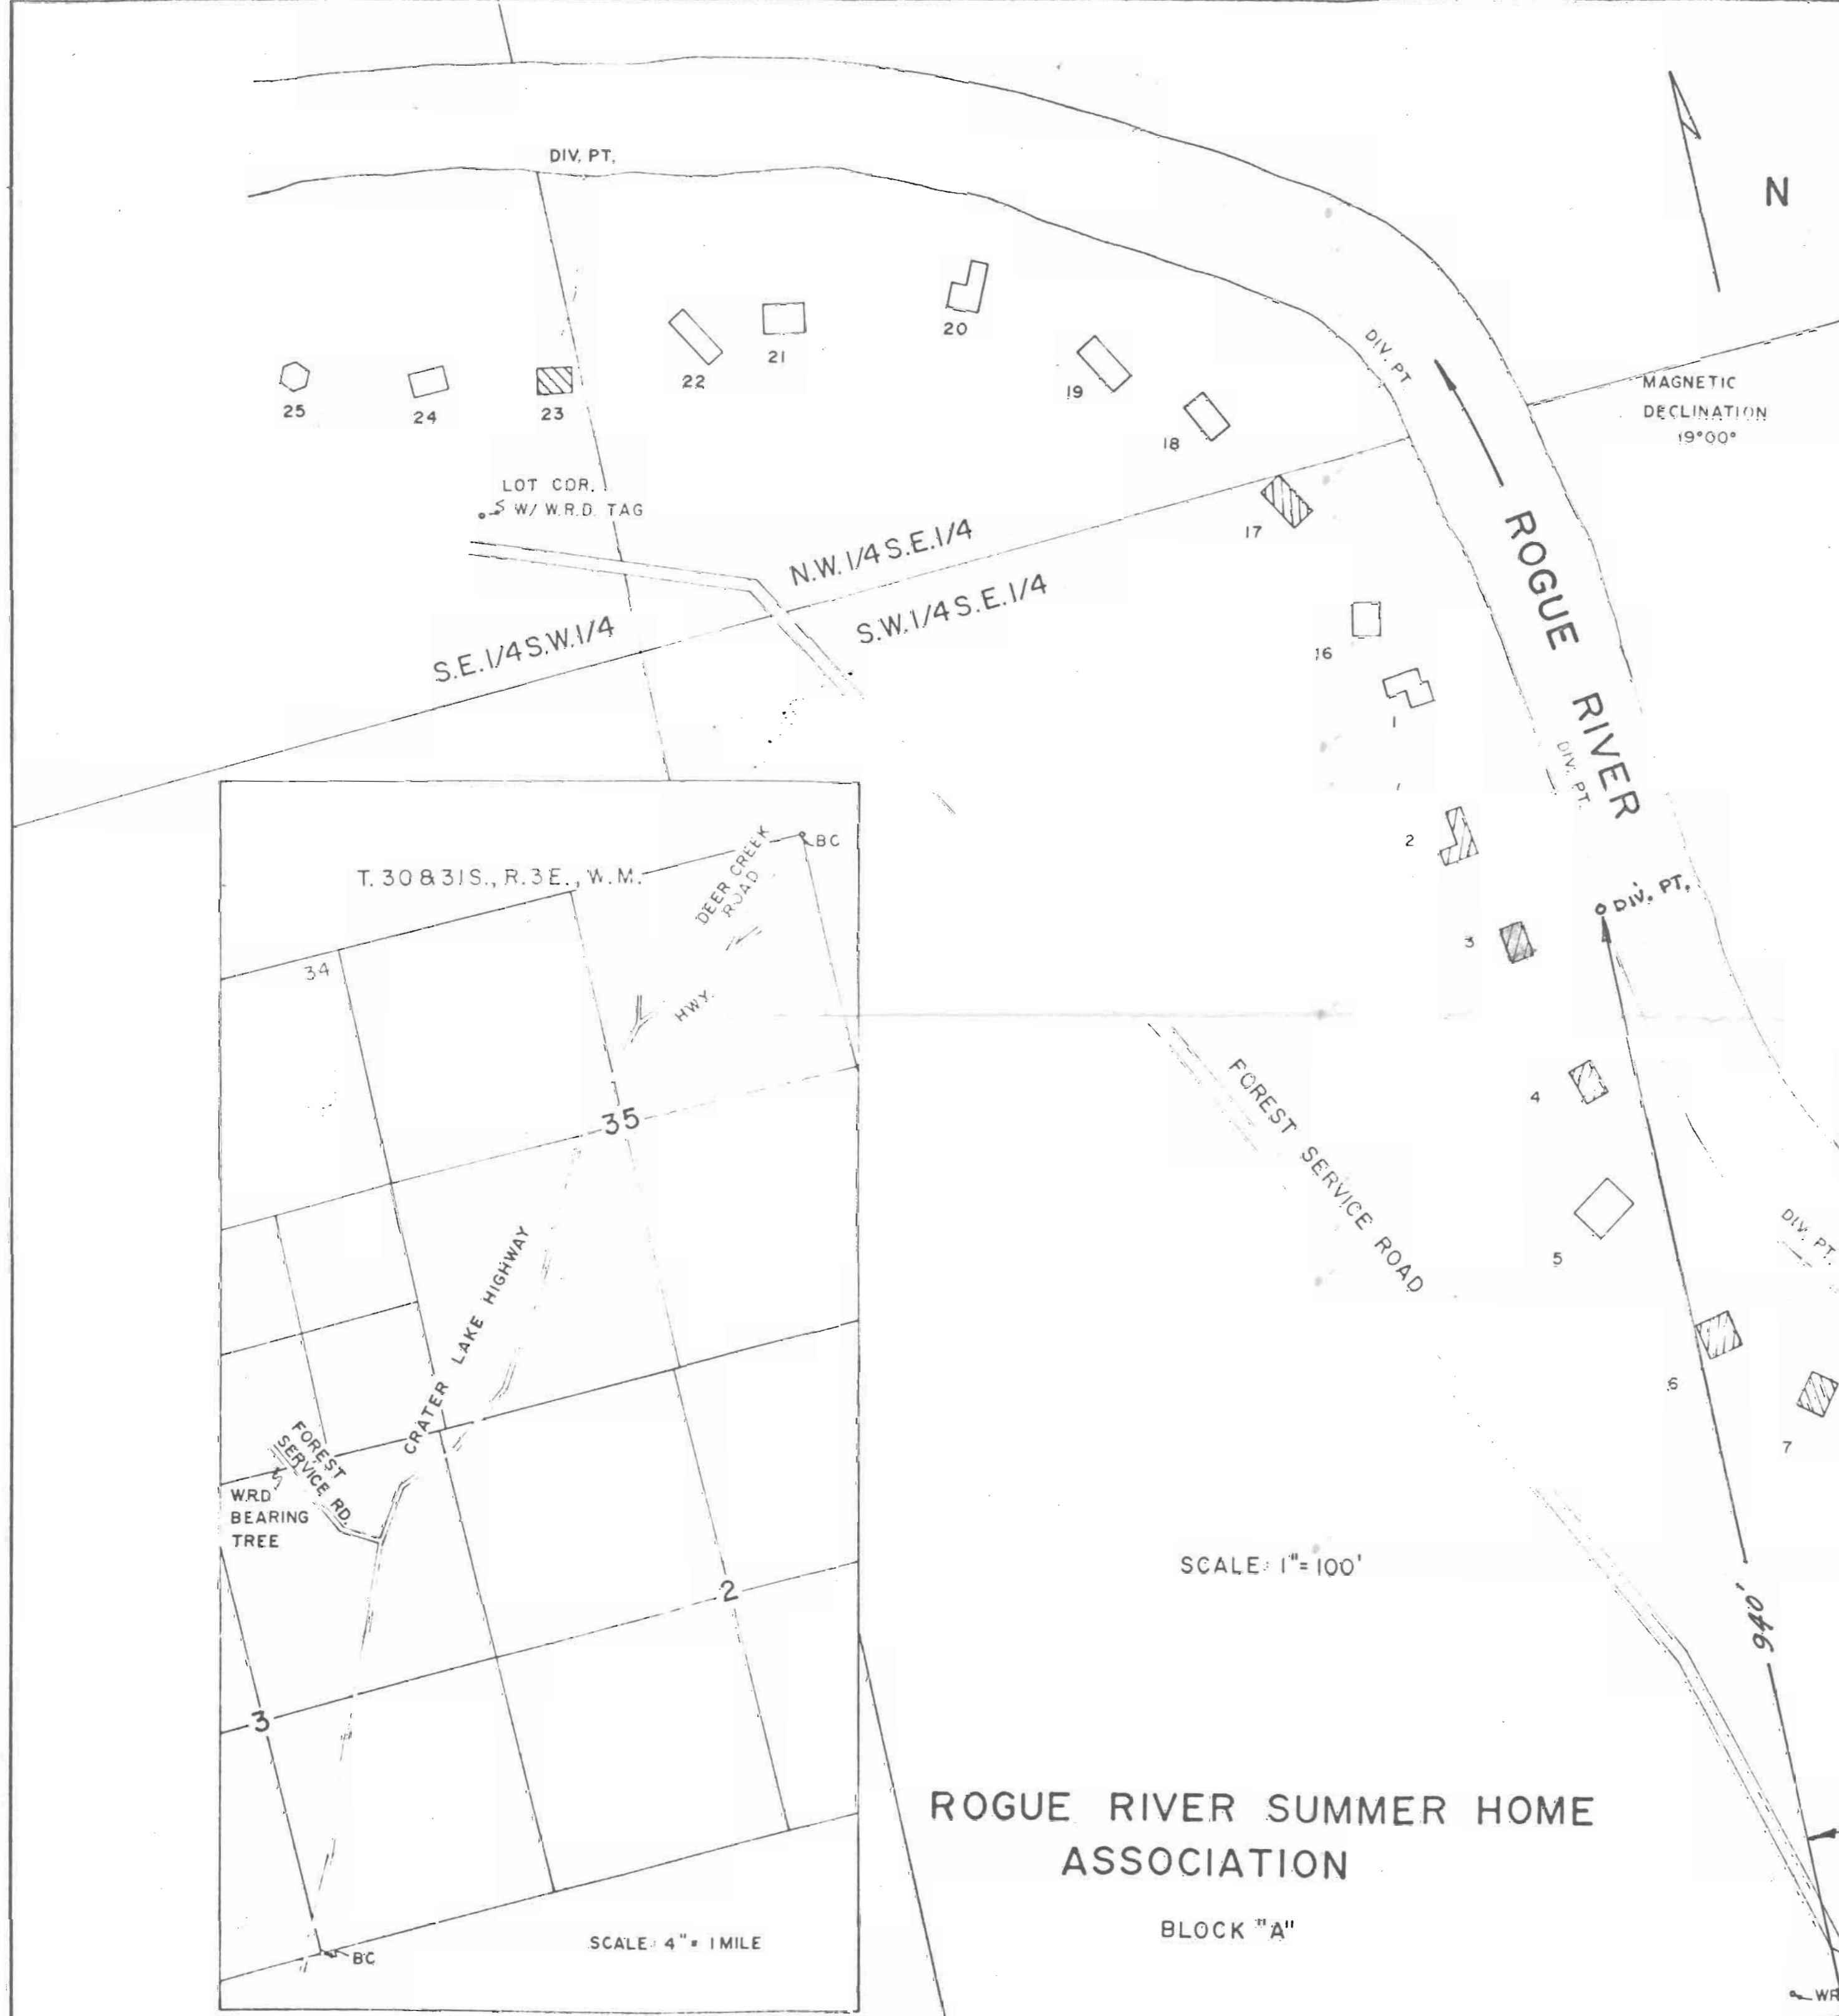 DIV. PT.
N
20
21
22
25
24
23
19
18
DIV. PT.
MAGNETIC
DECLINATION
19°00°
LOT COR.
W/ W.R.D. TAG
17
N.W. 1/4 S.E. 1/4
S.W. 1/4 S.E. 1/4
S.E. 1/4 S.W. 1/4
ROGUE RIVER
16
1
DIV. PT.
2
DIV. PT.
3
4
5
DIV. PT.
6
7
FOREST SERVICE ROAD
940'
T. 30 & 31 S., R. 3 E., W. M.
BC
DEER CREEK
ROAD
34
HWY.
35
CRATER LAKE HIGHWAY
FOREST
SERVICE RD.
W.R.D
BEARING
TREE
2
3
BC
SCALE: 4" = 1 MILE
SCALE: 1" = 100'
ROGUE RIVER SUMMER HOME
ASSOCIATION
BLOCK "A"
WR